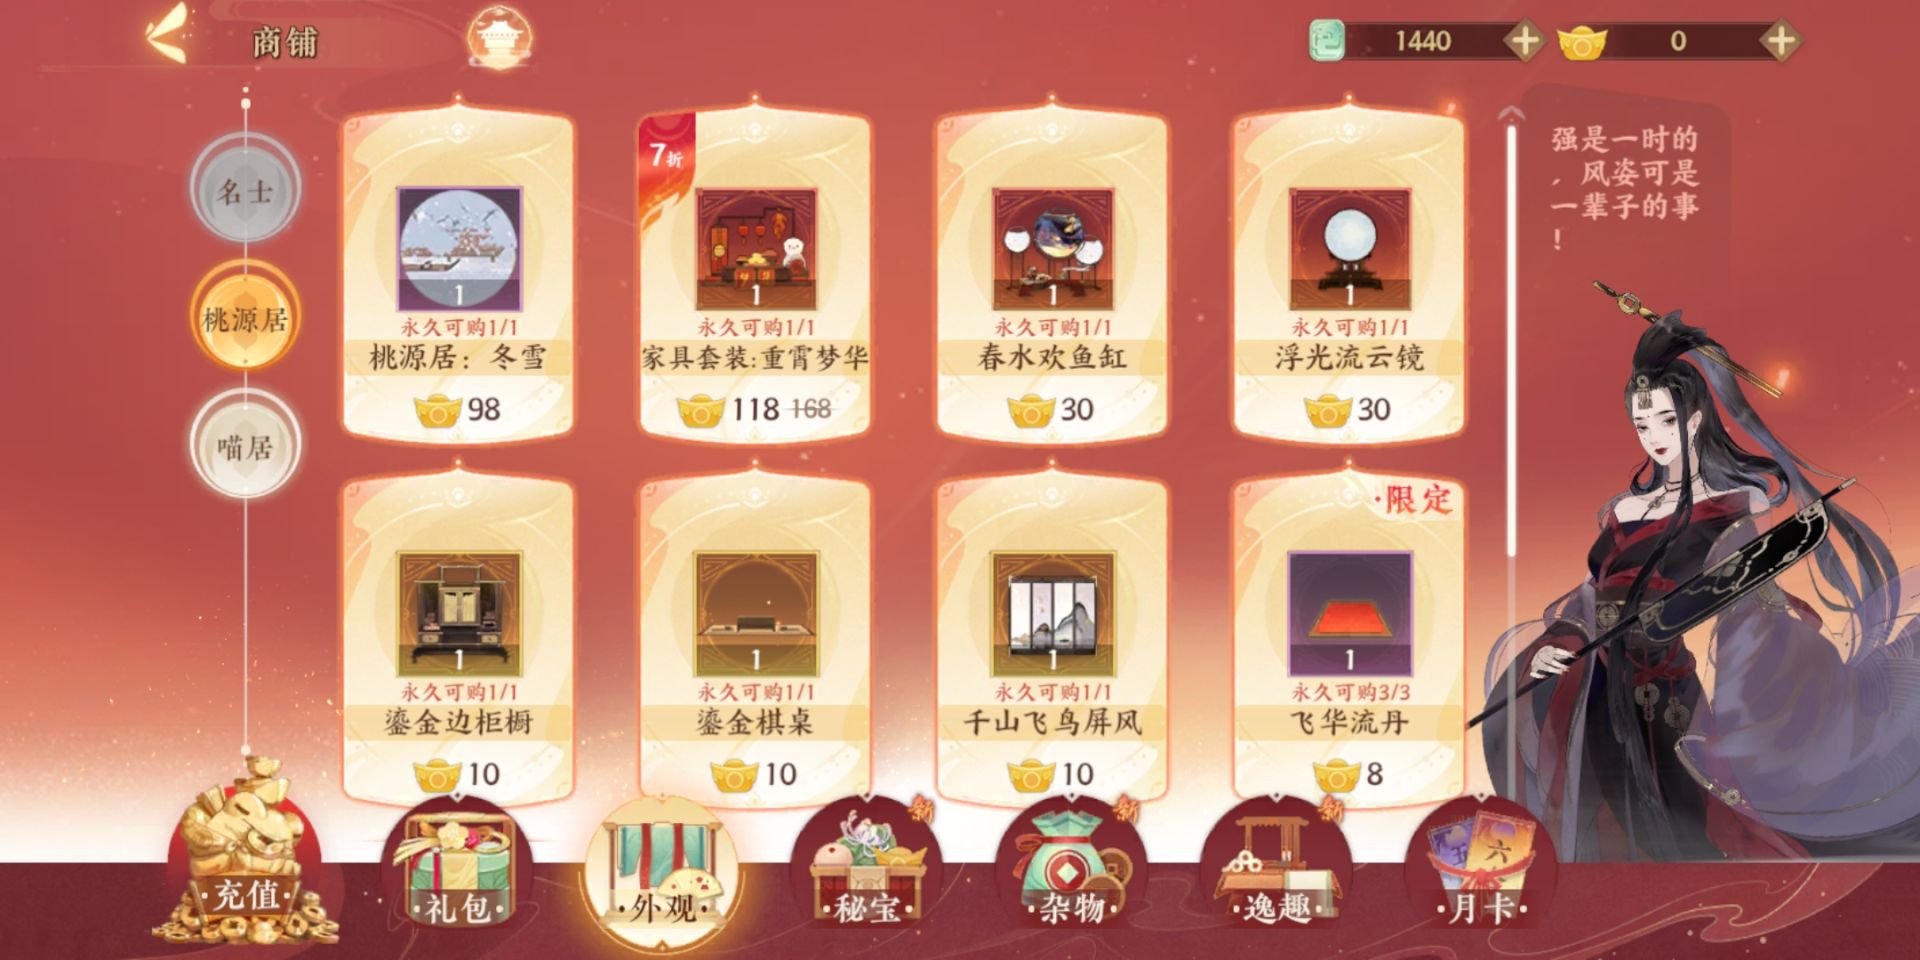 商铺
1440
0
名士
桃源居
喵居
1
永久可购1/1
桃源居：冬雪
98
7折
1
永久可购1/1
家具套装:重霄梦华
118 168
1
永久可购1/1
春水欢鱼缸
30
1
永久可购1/1
浮光流云镜
30
1
永久可购1/1
鎏金边柜橱
10
1
永久可购1/1
鎏金棋桌
10
1
永久可购1/1
千山飞鸟屏风
10
·限定
1
永久可购3/3
飞华流丹
8
强是一时的
，风姿可是
一辈子的事
！
·充值·
·礼包·
·外观·
新
·秘宝·
新
·杂物·
新
·逸趣·
五 六
·月卡·